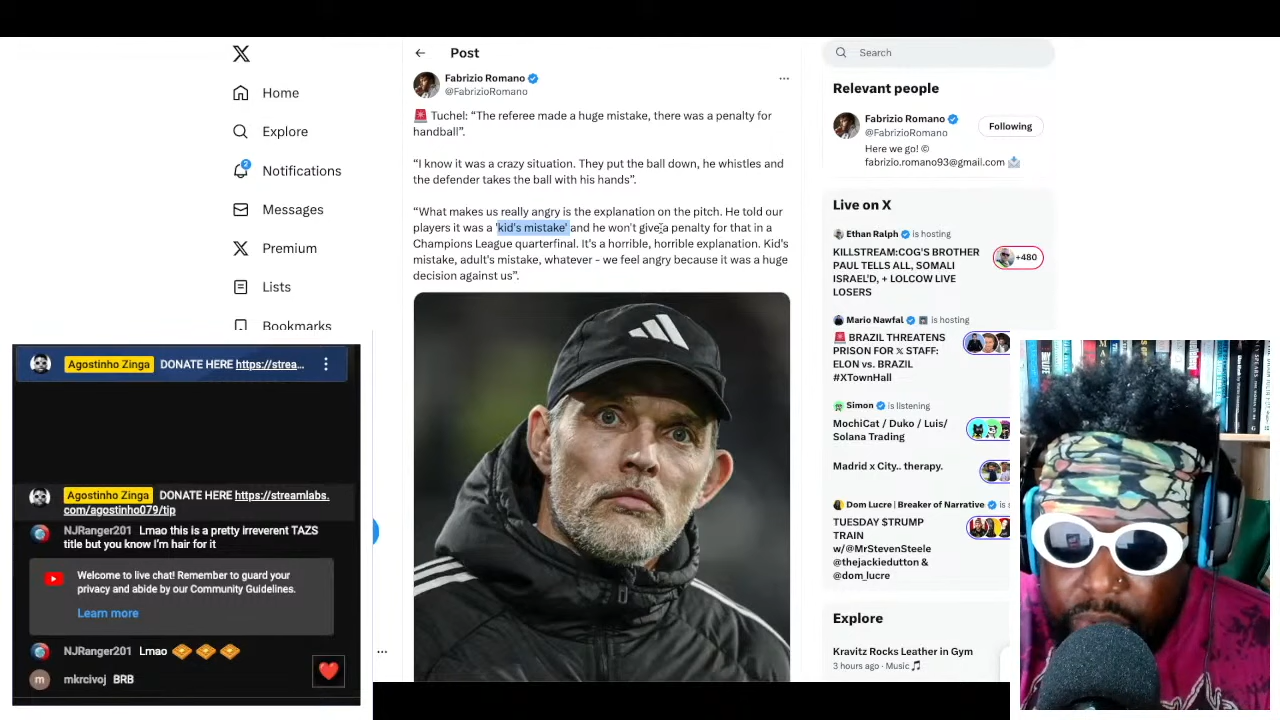 Home
Explore
2
Notifications
Messages
Premium
Lists
Bookmarks
Post
Fabrizio Romano
@FabrizioRomano
🚨 Tuchel: “The referee made a huge mistake, there was a penalty for
handball”.
“I know it was a crazy situation. They put the ball down, he whistles and
the defender takes the ball with his hands”.
“What makes us really angry is the explanation on the pitch. He told our
players it was a 'kid's mistake' and he won't give a penalty for that in a
Champions League quarterfinal. It's a horrible, horrible explanation. Kid's
mistake, adult's mistake, whatever - we feel angry because it was a huge
decision against us”.
Search
Relevant people
Fabrizio Romano
@FabrizioRomano
Following
Here we go! ©
fabrizio.romano93@gmail.com 📩
Live on X
Ethan Ralph is hosting
KILLSTREAM:COG'S BROTHER
PAUL TELLS ALL, SOMALI
ISRAEL'D, + LOLCOW LIVE
LOSERS
+480
Mario Nawfal is hosting
🚨 BRAZIL THREATENS
PRISON FOR 𝕏 STAFF:
ELON vs. BRAZIL
#XTownHall
Simon is listening
MochiCat / Duko / Luis/
Solana Trading
Madrid x City.. therapy.
Dom Lucre | Breaker of Narrative is s
TUESDAY $TRUMP
TRAIN
w/@MrStevenSteele
@thejackiedutton &
@dom_lucre
Explore
Kravitz Rocks Leather in Gym
3 hours ago · Music 🎵
Agostinho Zinga DONATE HERE https://strea...
Agostinho Zinga DONATE HERE https://streamlabs.
com/agostinho079/tip
NJRanger201 Lmao this is a pretty irreverent TAZS
title but you know I'm hair for it
Welcome to live chat! Remember to guard your
privacy and abide by our Community Guidelines.
Learn more
NJRanger201 Lmao
m mkrcivoj BRB